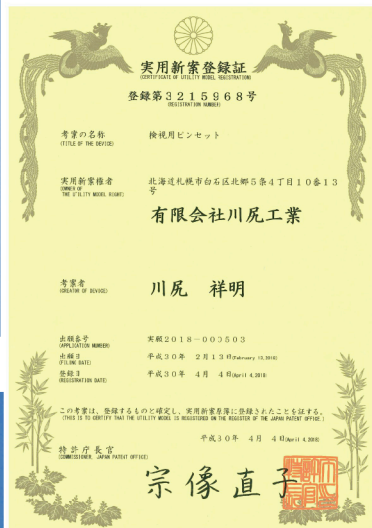 実用新案登録証
(CERTIFICATE OF UTILITY MODEL REGISTRATION)
登録第3215968号
(REGISTRATION NUMBER)
考案の名称
(TITLE OF THE DEVICE)
検視用ピンセット
実用新案権者
(OWNER OF THE UTILITY MODEL RIGHT)
北海道札幌市白石区北郷5条4丁目10番13号
有限会社川尻工業
考案者
(CREATOR OF DEVICE)
川尻 祥明
出願番号
(APPLICATION NUMBER)
実願2018-000503
出願日
(FILING DATE)
平成30年 2月13日(February 13,2018)
登録日
(REGISTRATION DATE)
平成30年 4月 4日(April 4,2018)
この考案は、登録するものと確定し、実用新案原簿に登録されたことを証する。
(THIS IS TO CERTIFY THAT THE UTILITY MODEL IS REGISTERED ON THE REGISTER OF THE JAPAN PATENT OFFICE.)
平成30年 4月 4日(April 4,2018)
特許庁長官
(COMMISSIONER, JAPAN PATENT OFFICE)
宗像直子